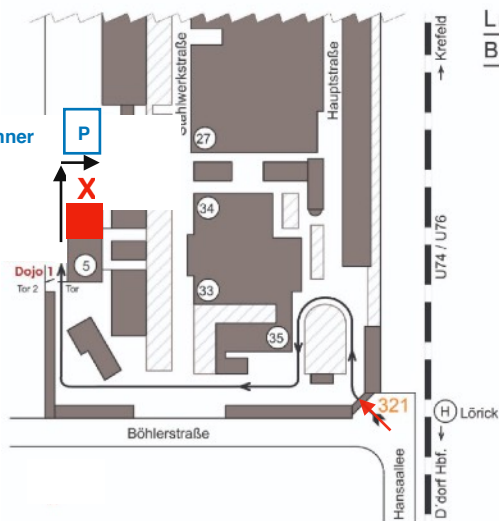 L
B
Krefeld
Stahlwerkstraße
Hauptstraße
P
27
X
34
U74 / U76
Dojo 1
5
Tor 2
Tor
33
35
321
H Lörick
Böhlerstraße
Hansaallee
D´dorf Hbf.